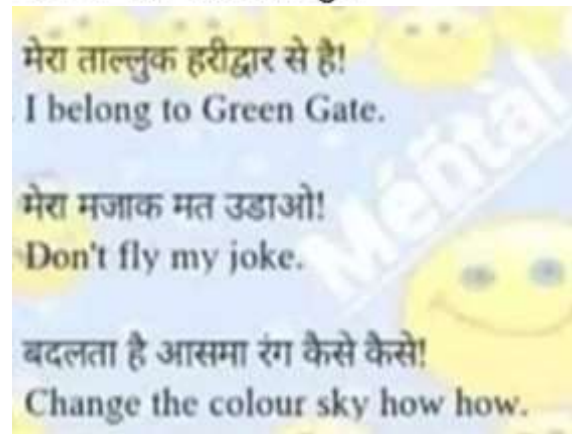 मेरा ताल्लुक हरीद्वार से है!
I belong to Green Gate.
मेरा मजाक मत उडाओ!
Don't fly my joke.
बदलता है आसमा रंग कैसे कैसे!
Change the colour sky how how.
Méntal